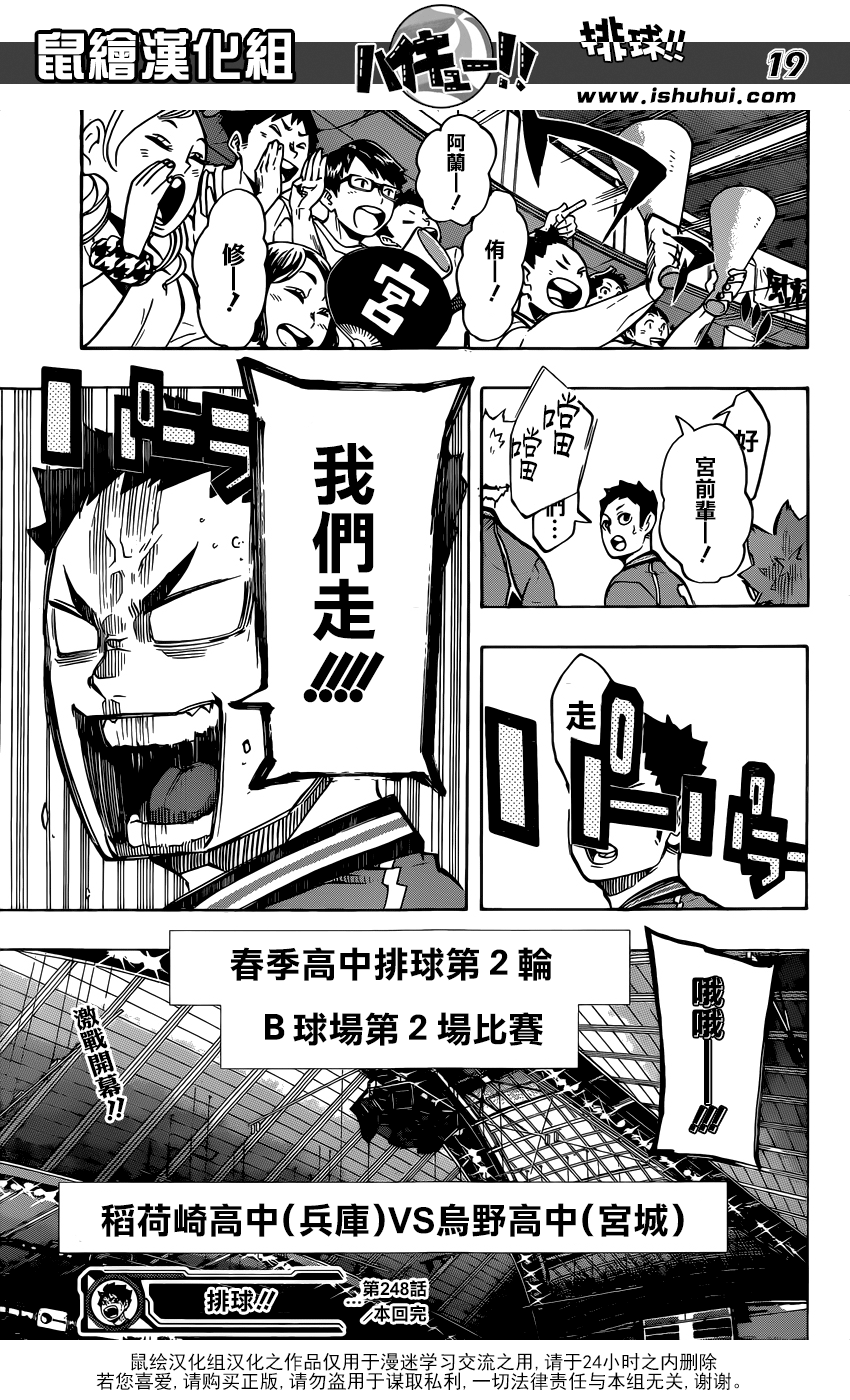 鼠繪漢化組
ハイキュー!!
排球!!
19
www.ishuhui.com
阿蘭—!
侑—!
修—!
宮
好
宮前輩—!
噹
噹
們…
走
我們走!!!!
春季高中排球第2輪
B球場第2場比賽
哦哦——!!!!
激戰開幕!!
稻荷崎高中(兵庫)VS烏野高中(宮城)
排球!!
第248話
…/本回完
鼠绘汉化组汉化之作品仅用于漫迷学习交流之用,请于24小时之内删除
若您喜爱,请购买正版,请勿盗用于谋取私利,一切法律责任与本组无关,谢谢。